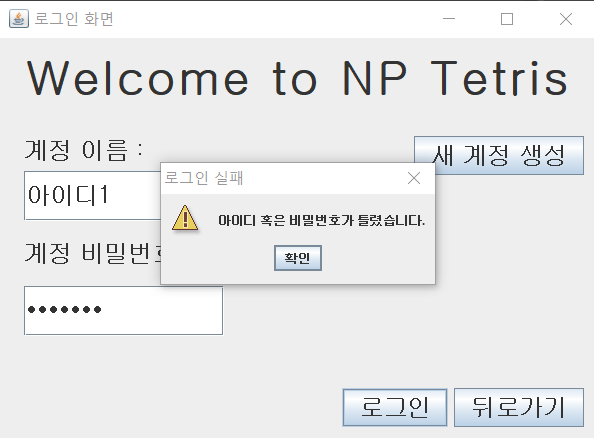 로그인 화면
Welcome to NP Tetris
계정 이름 :
새 계정 생성
아이디1
로그인 실패
아이디 혹은 비밀번호가 틀렸습니다.
확인
계정 비밀번호
로그인
뒤로가기